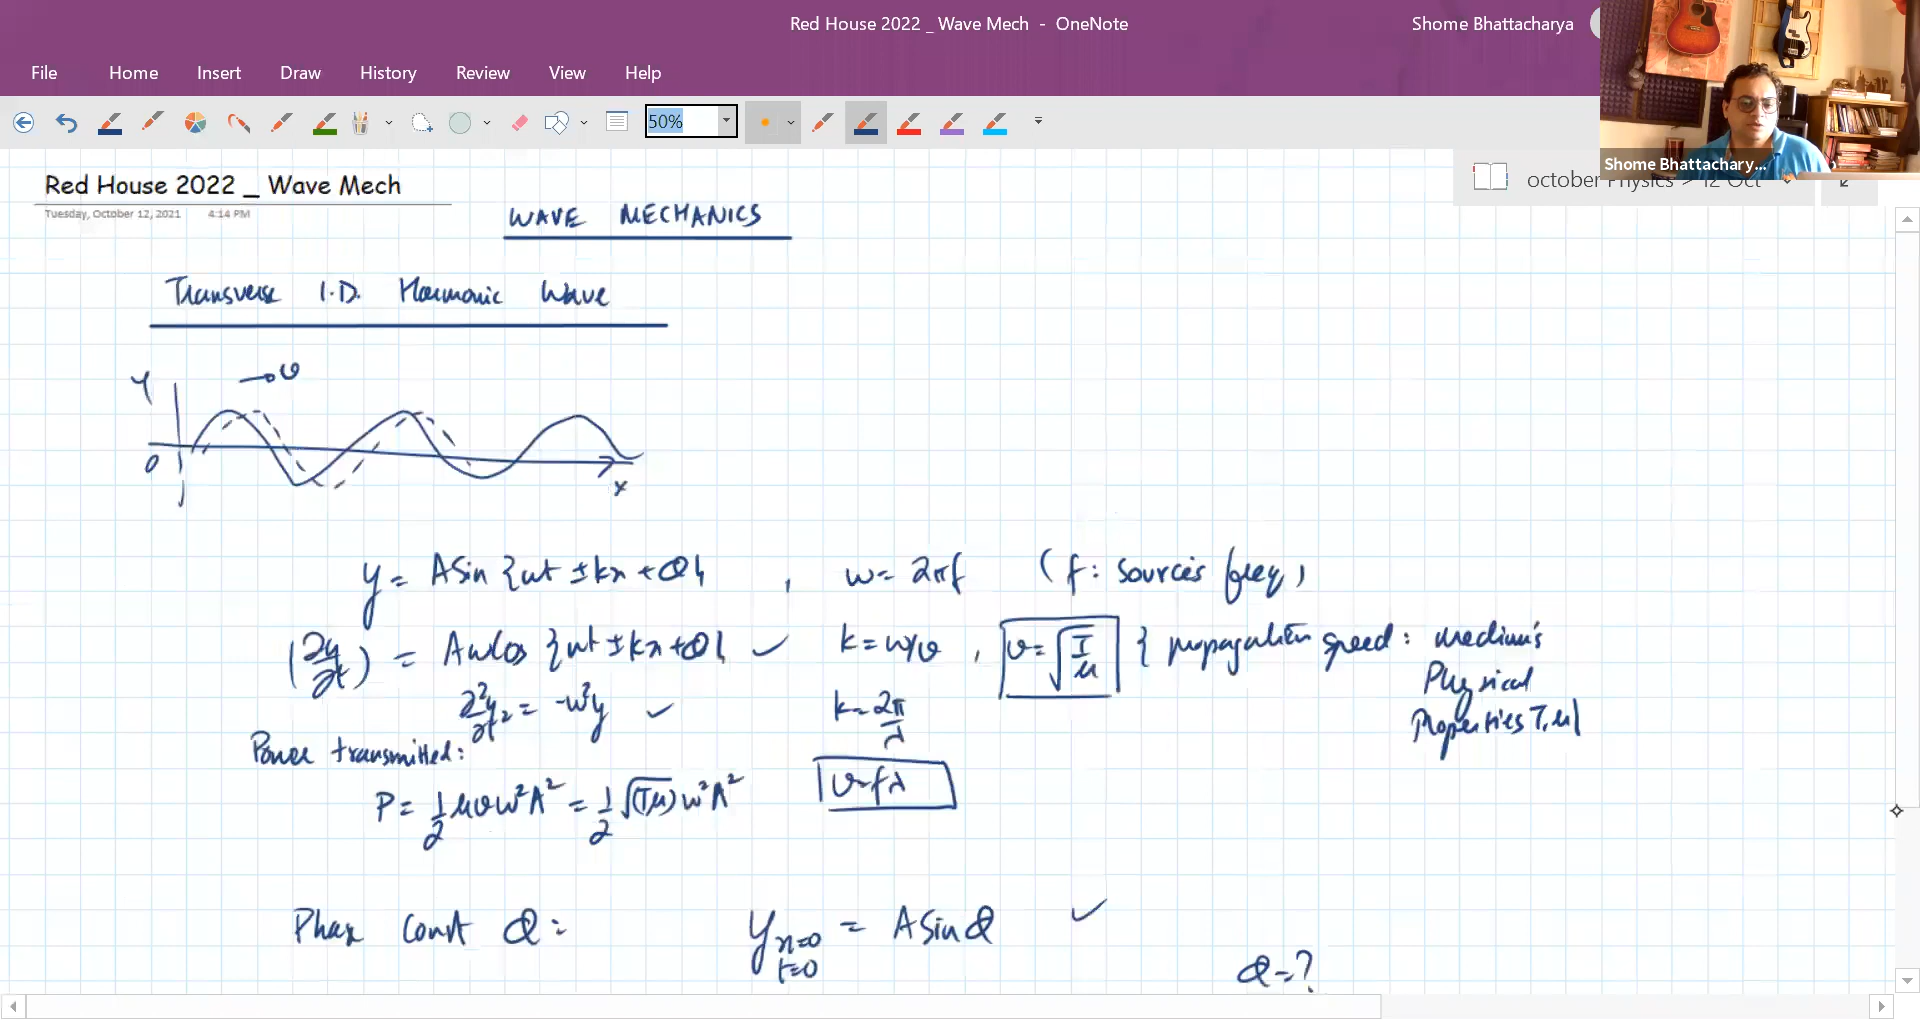 Red House 2022 _ Wave Mech - OneNote
Shome Bhattacharya
File Home Insert Draw History Review View Help
50%
Shome Bhattachary...
october Physics > 12 Oct
Red House 2022 _ Wave Mech
Tuesday, October 12, 2021 4:14 PM
WAVE MECHANICS
Transverse 1.D. Harmonic Wave
Y
→ v
0
x
y = A Sin {ωt ± kx + φ} , ω = 2πf (f: source's freq)
(∂y/∂t) = Aω Cos {ωt ± kx + φ} ✓ k = ω/v , v = √(T/μ) { propagation speed: medium's
Physical
Properties T, μ}
∂²y/∂t² = -ω²y ✓ k = 2π/λ
Power transmitted:
P = 1/2 μvω²A² = 1/2 √(Tμ) ω²A² v = fλ
Phase Const φ: y x=0 t=0 = A Sin φ ✓
φ = ?